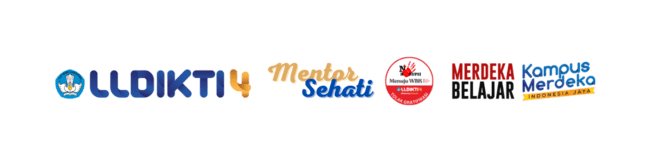 LLDIKTI 4
Mentor
Sehati
Menuju WBK
LLDIKTI
MERDEKA
BELAJAR
Kampus
Merdeka
INDONESIA JAYA